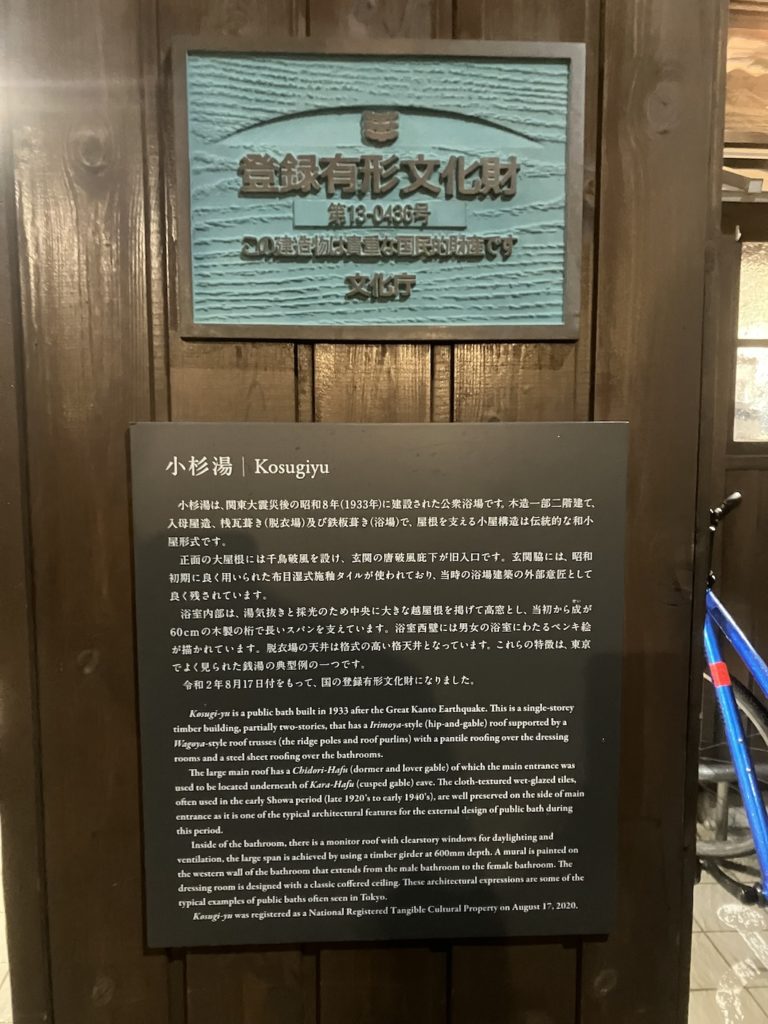 登録有形文化財
第13-0436号
この建造物は貴重な国民的財産です
文化庁
小杉湯 | Kosugiyu
小杉湯は、関東大震災後の昭和8年(1933年)に建設された公衆浴場です。木造一部二階建て、
入母屋造、桟瓦葺き(脱衣場)及び鉄板葺き(浴場)で、屋根を支える小屋構造は伝統的な和小
屋形式です。
正面の大屋根には千鳥破風を設け、玄関の唐破風庇下が旧入口です。玄関脇には、昭和
初期に良く用いられた布目湿式施釉タイルが使われており、当時の浴場建築の外部意匠として
良く残されています。
浴室内部は、湯気抜きと採光のため中央に大きな越屋根を掲げて高窓とし、当初から成が
60cmの木製の桁で長いスパンを支えています。浴室西壁には男女の浴室にわたるペンキ絵
が描かれています。脱衣場の天井は格式の高い格天井となっています。これらの特徴は、東京
でよく見られた銭湯の典型例の一つです。
令和2年8月17日付をもって、国の登録有形文化財になりました。
Kosugi-yu is a public bath built in 1933 after the Great Kanto Earthquake. This is a single-storey
timber building, partially two-stories, that has a Irimoya-style (hip-and-gable) roof supported by a
Wagoya-style roof trusses (the ridge poles and roof purlins) with a pantile roofing over the dressing
rooms and a steel sheet roofing over the bathrooms.
The large main roof has a Chidori-Hafu (dormer and lover gable) of which the main entrance was
used to be located underneath of Kara-Hafu (cusped gable) eave. The cloth-textured wet-glazed tiles,
often used in the early Showa period (late 1920's to early 1940's), are well preserved on the side of main
entrance as it is one of the typical architectural features for the external design of public bath during
this period.
Inside of the bathroom, there is a monitor roof with clearstory windows for daylighting and
ventilation, the large span is achieved by using a timber girder at 600mm depth. A mural is painted on
the western wall of the bathroom that extends from the male bathroom to the female bathroom. The
dressing room is designed with a classic coffered ceiling. These architectural expressions are some of the
typical examples of public baths often seen in Tokyo.
Kosugi-yu was registered as a National Registered Tangible Cultural Property on August 17, 2020.